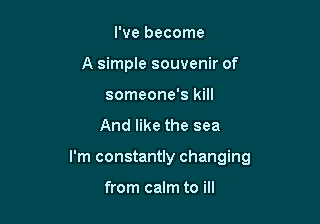 I've become
A simple souvenir of
someone's kill
And like the sea
I'm constantly changing
from calm to ill